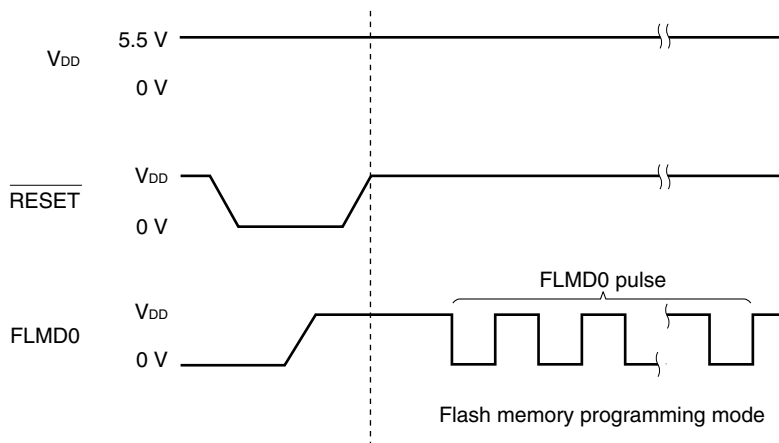 5.5 V
VDD
0 V
VDD
RESET
0 V
FLMD0 pulse
VDD
FLMD0
0 V
Flash memory programming mode